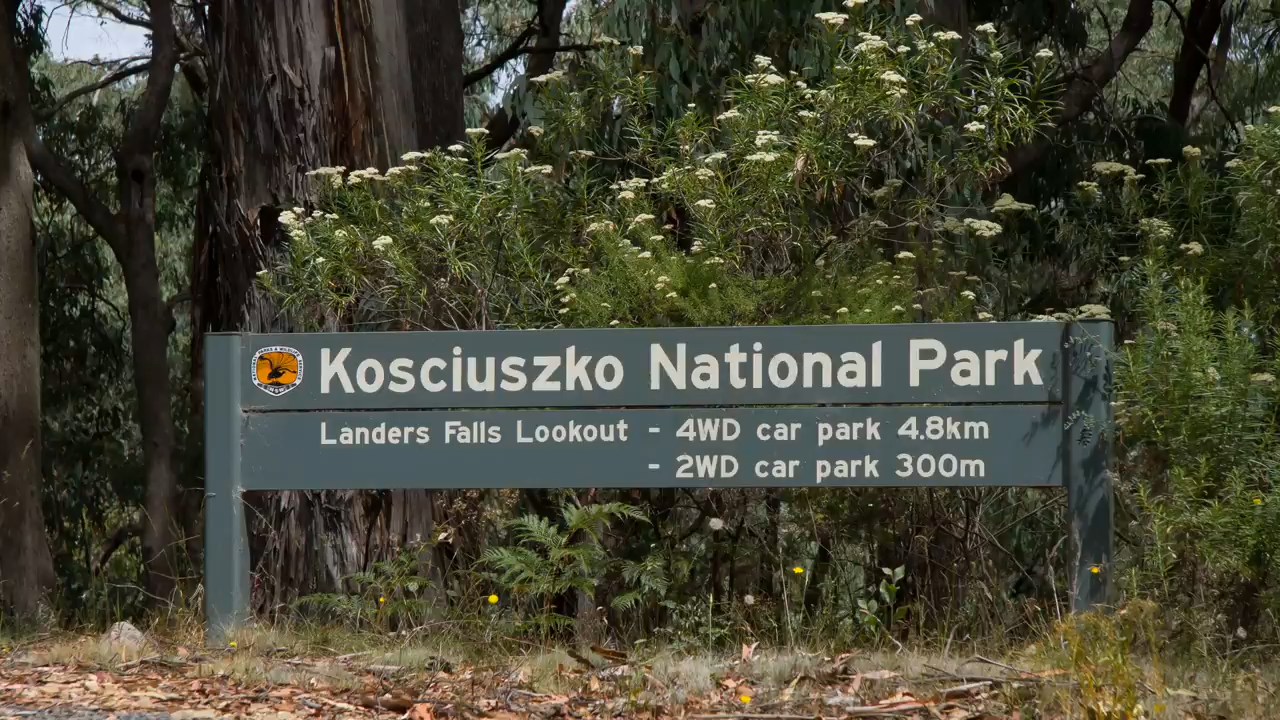 Kosciuszko National Park
Landers Falls Lookout - 4WD car park 4.8km
- 2WD car park 300m